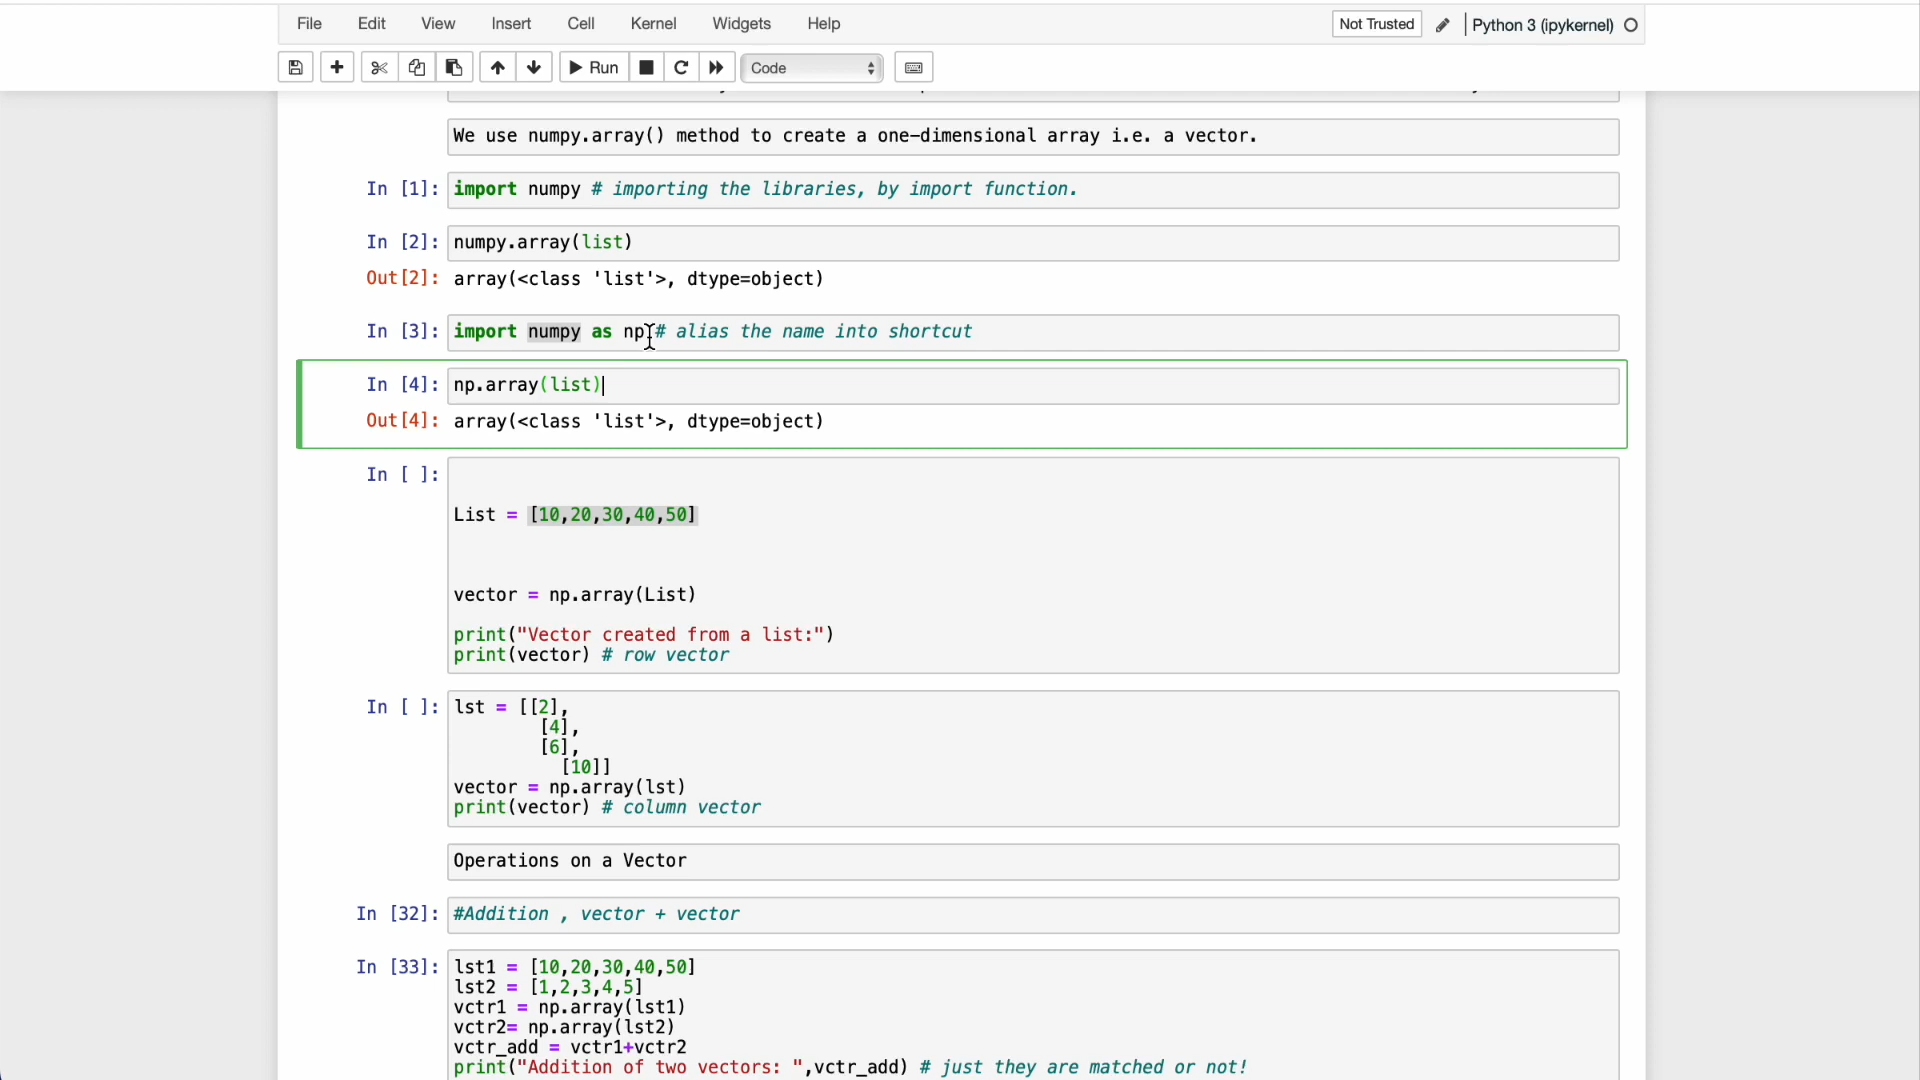 File Edit View Insert Cell Kernel Widgets Help Not Trusted Python 3 (ipykernel)
Run Code
We use numpy.array() method to create a one-dimensional array i.e. a vector.
In [1]: import numpy # importing the libraries, by import function.
In [2]: numpy.array(list)
Out[2]: array(<class 'list'>, dtype=object)
In [3]: import numpy as np # alias the name into shortcut
In [4]: np.array(list)
Out[4]: array(<class 'list'>, dtype=object)
In [ ]:
List = [10,20,30,40,50]
vector = np.array(List)
print("Vector created from a list:")
print(vector) # row vector
In [ ]: lst = [[2],
[4],
[6],
[10]]
vector = np.array(lst)
print(vector) # column vector
Operations on a Vector
In [32]: #Addition , vector + vector
In [33]: lst1 = [10,20,30,40,50]
lst2 = [1,2,3,4,5]
vctr1 = np.array(lst1)
vctr2= np.array(lst2)
vctr_add = vctr1+vctr2
print("Addition of two vectors: ",vctr_add) # just they are matched or not!